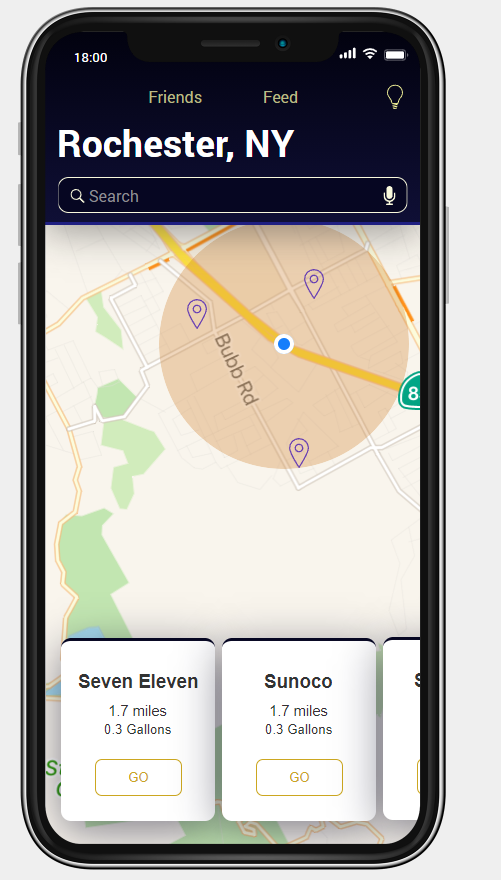 18:00
Friends Feed
Rochester, NY
Search
Bubb Rd
8
Seven Eleven Sunoco S
1.7 miles 1.7 miles
0.3 Gallons 0.3 Gallons
GO GO
St